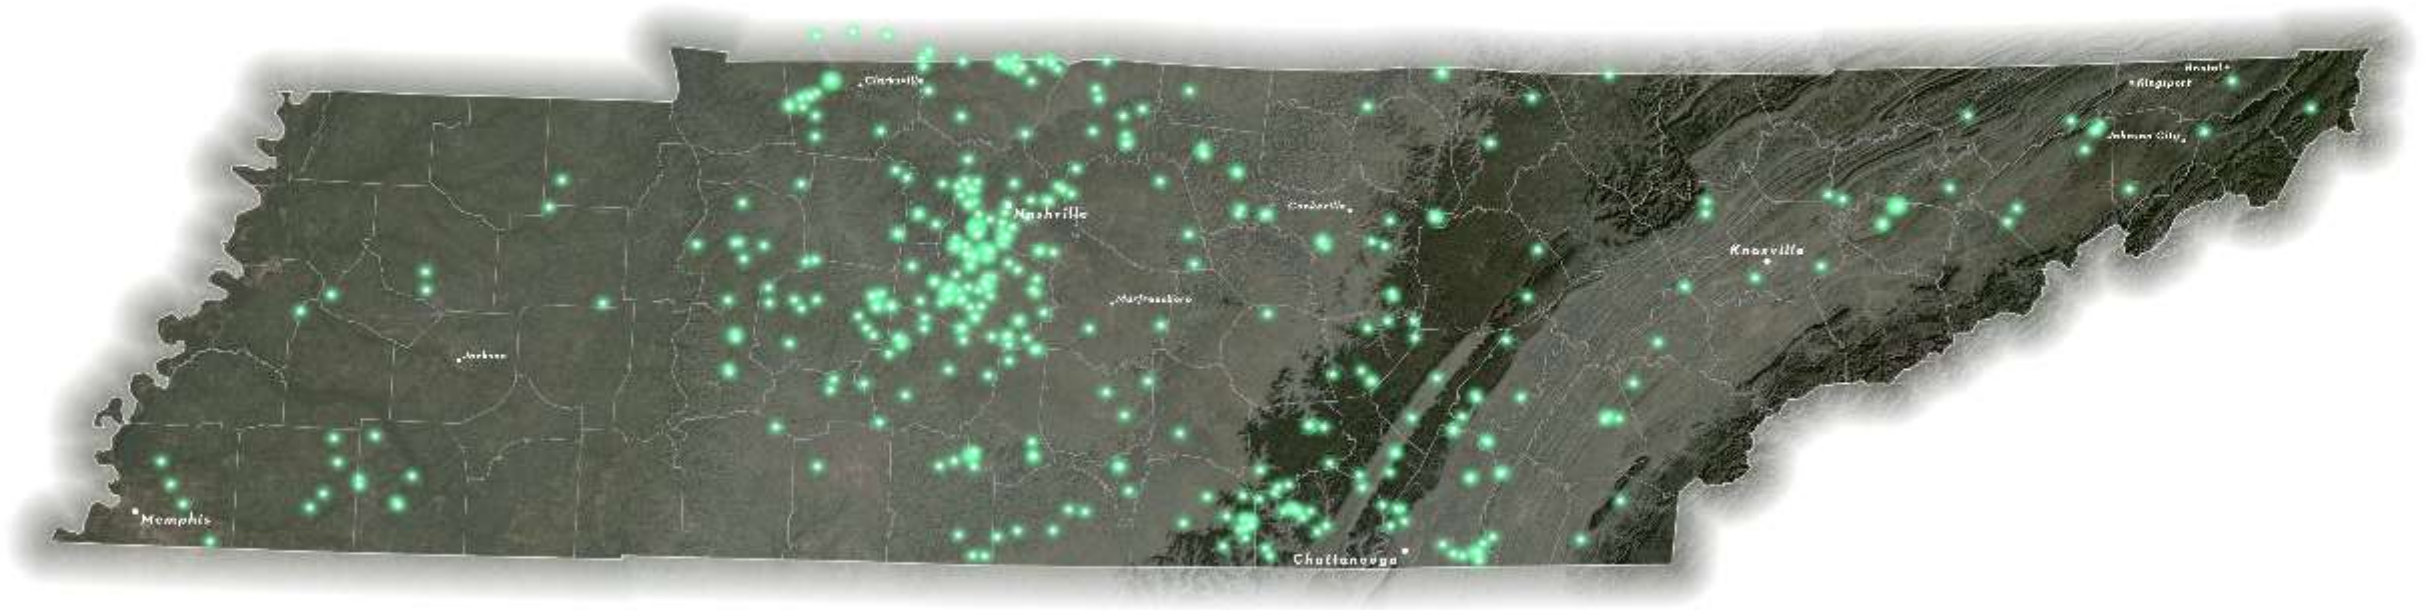 Clarksville
Bristol
Kingsport
Johnson City
Nashville
Cookeville
Knoxville
Murfreesboro
Jackson
Memphis
Chattanooga